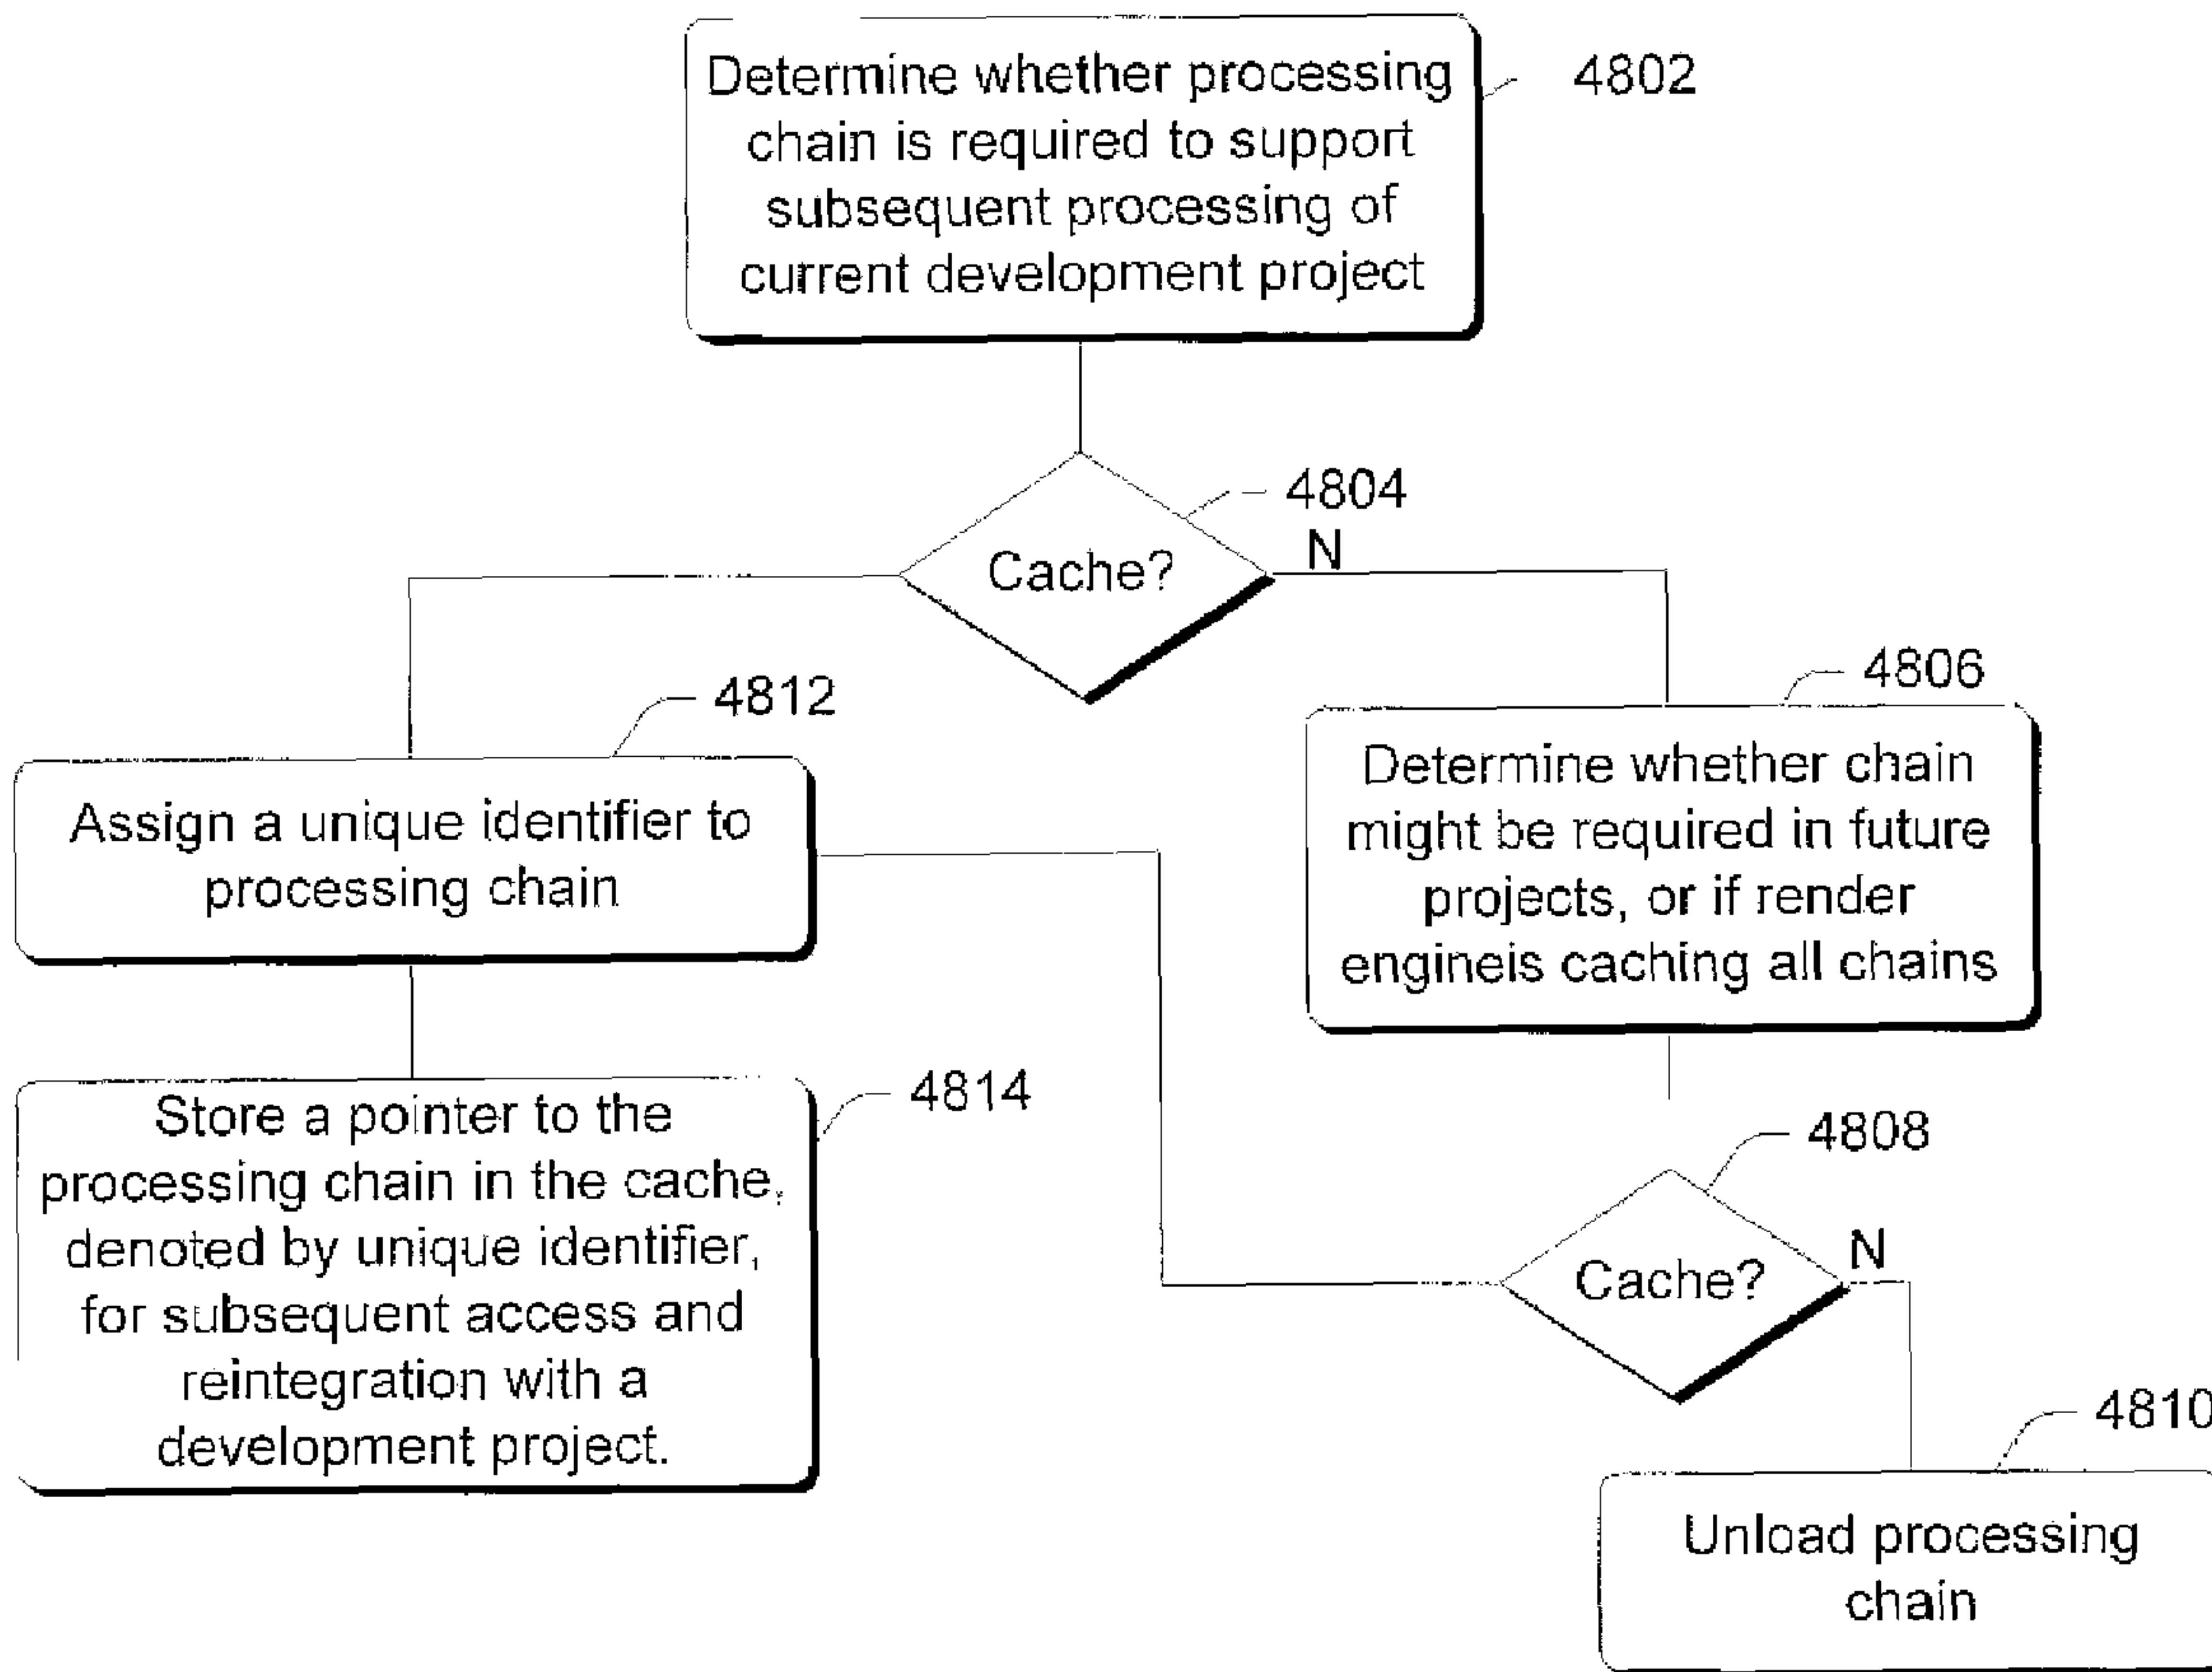 Determine whether processing
chain is required to support
subsequent processing of
current development project
4802
4804
Cache?
N
4812
Assign a unique identifier to
processing chain
4806
Determine whether chain
might be required in future
projects, or if render
engineis caching all chains
4814
Store a pointer to the
processing chain in the cache,
denoted by unique identifier,
for subsequent access and
reintegration with a
development project.
4808
Cache?
N
4810
Unload processing
chain